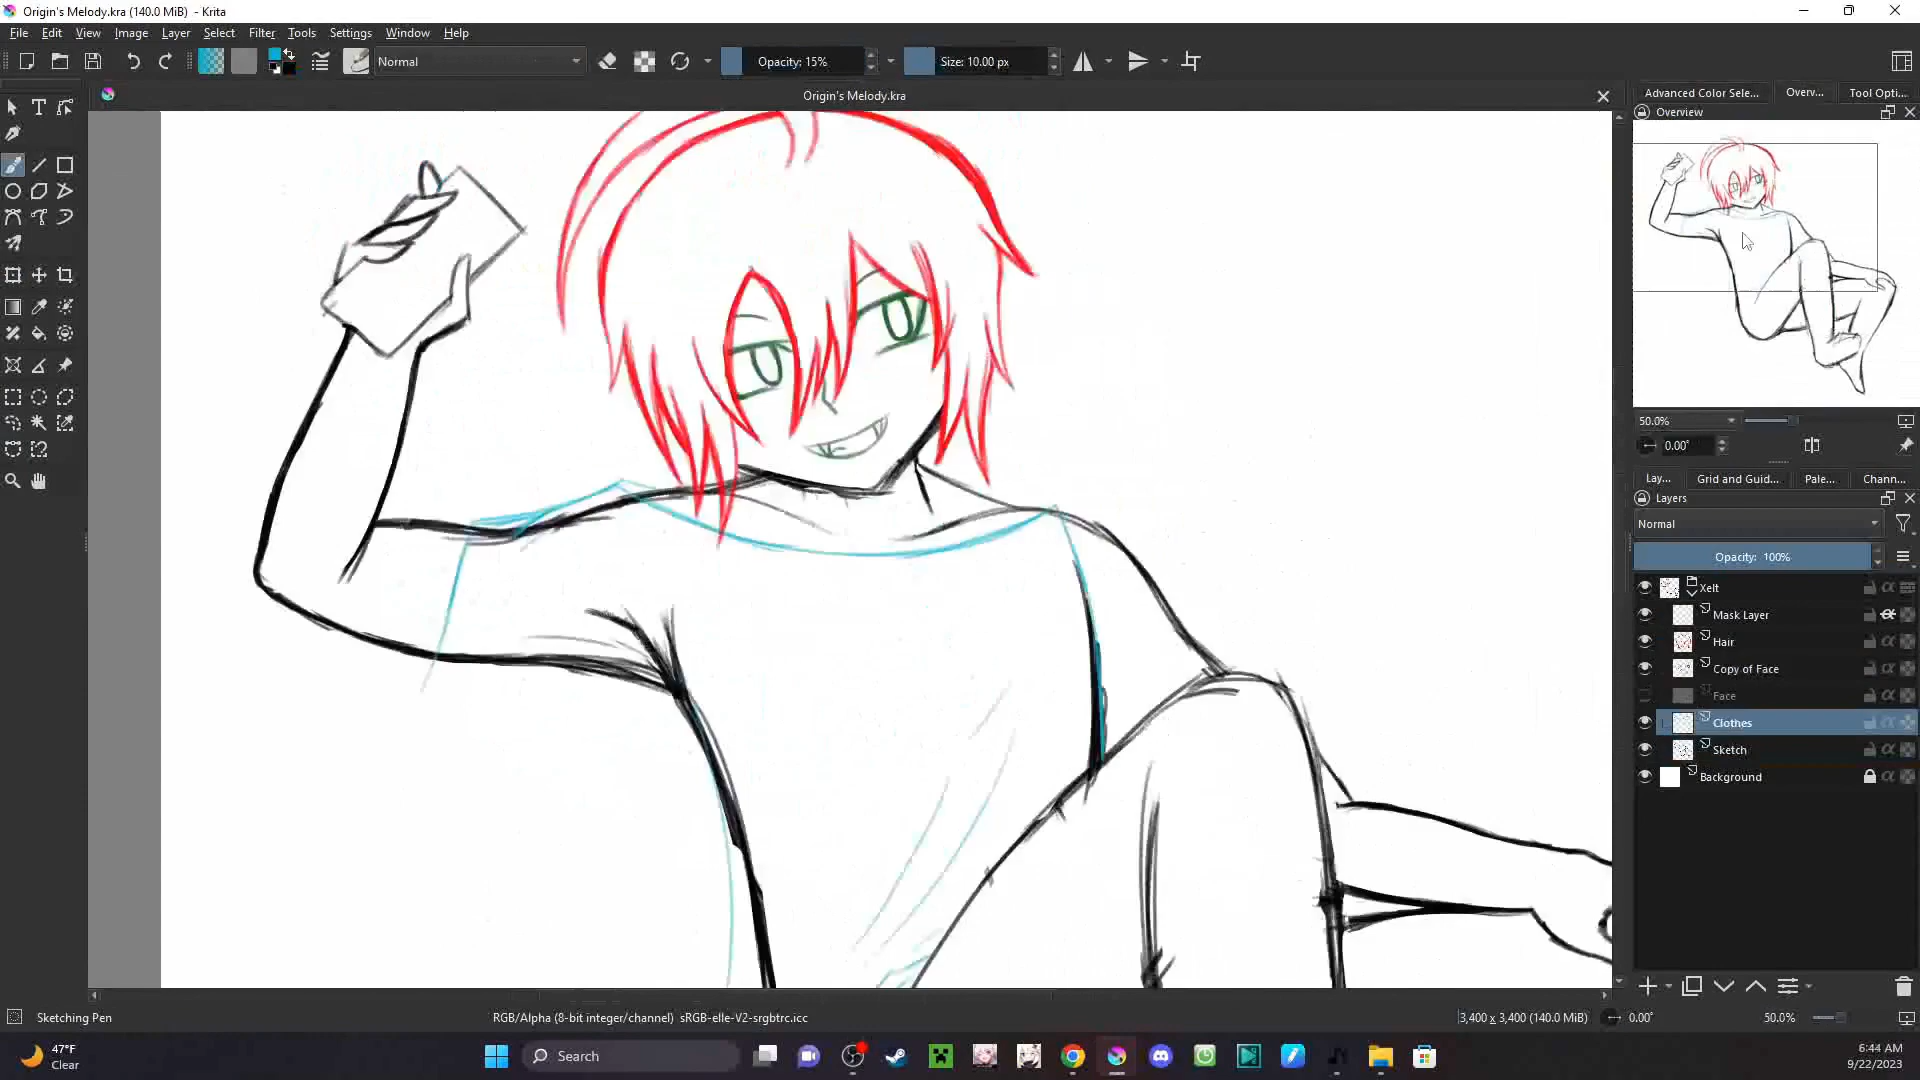 Origin's Melody.kra (140.0 MiB)  - Krita
File Edit View Image Layer Select Filter Tools Settings Window Help
Normal
Opacity: 15%
Size: 10.00 px
Origin's Melody.kra
Advanced Color Sele... Overv... Tool Opti...
Overview
50.0%
0.00°
Lay... Grid and Guid... Pale... Chann...
Layers
Normal
Opacity: 100%
Xelt
Mask Layer
Hair
Copy of Face
Face
Clothes
Sketch
Background
Sketching Pen
RGB/Alpha (8-bit integer/channel) sRGB-elle-V2-srgbtrc.icc
3,400 x 3,400 (140.0 MiB)
0.00°
50.0%
47°F
Clear
Search
6:44 AM
9/22/2023